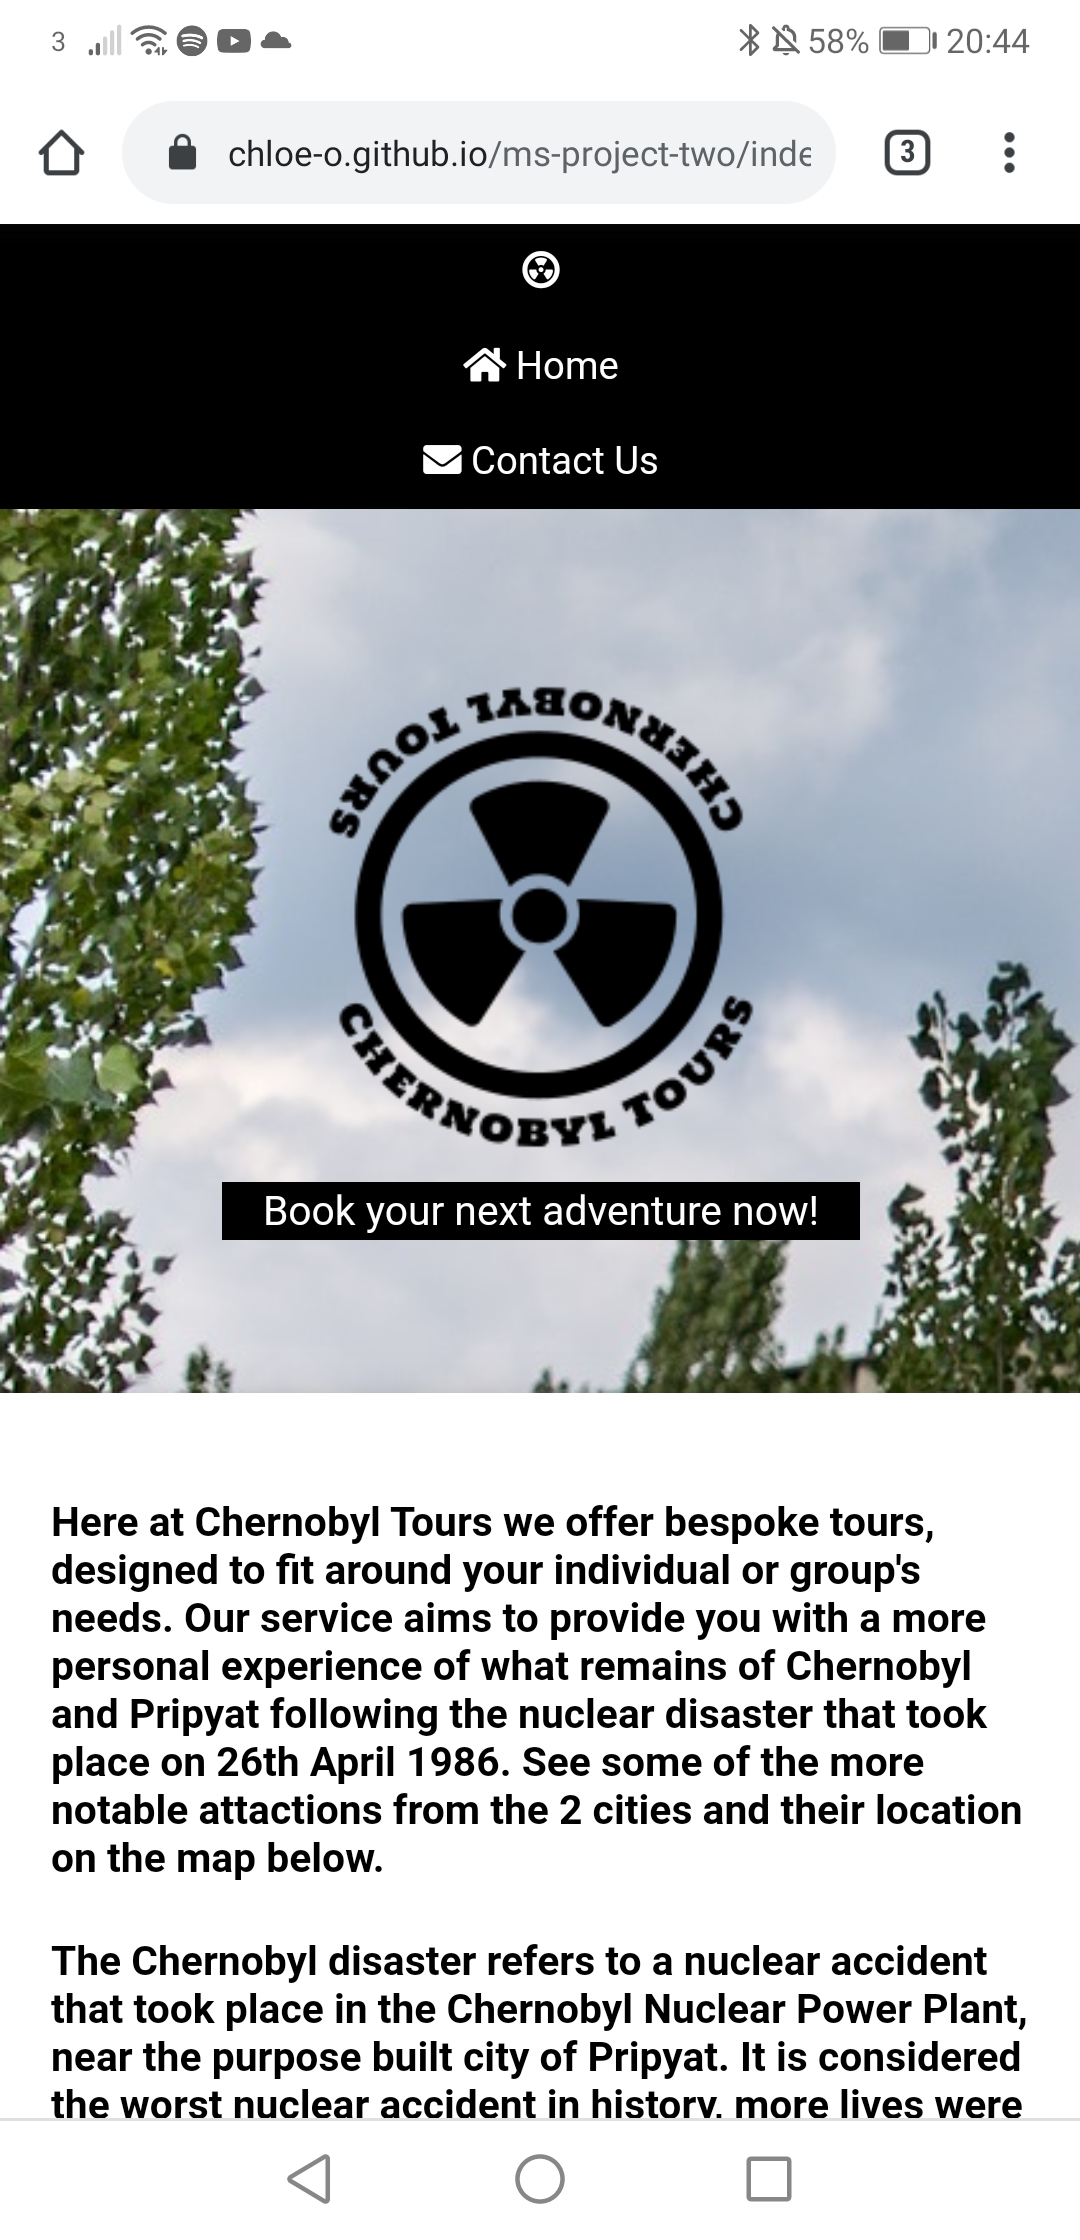 3
58%
20:44
chloe-o.github.io/ms-project-two/inde
3
Home
Contact Us
CHERNOBYL TOURS
CHERNOBYL TOURS
Book your next adventure now!
Here at Chernobyl Tours we offer bespoke tours,
designed to fit around your individual or group's
needs. Our service aims to provide you with a more
personal experience of what remains of Chernobyl
and Pripyat following the nuclear disaster that took
place on 26th April 1986. See some of the more
notable attactions from the 2 cities and their location
on the map below.
The Chernobyl disaster refers to a nuclear accident
that took place in the Chernobyl Nuclear Power Plant,
near the purpose built city of Pripyat. It is considered
the worst nuclear accident in history, more lives were